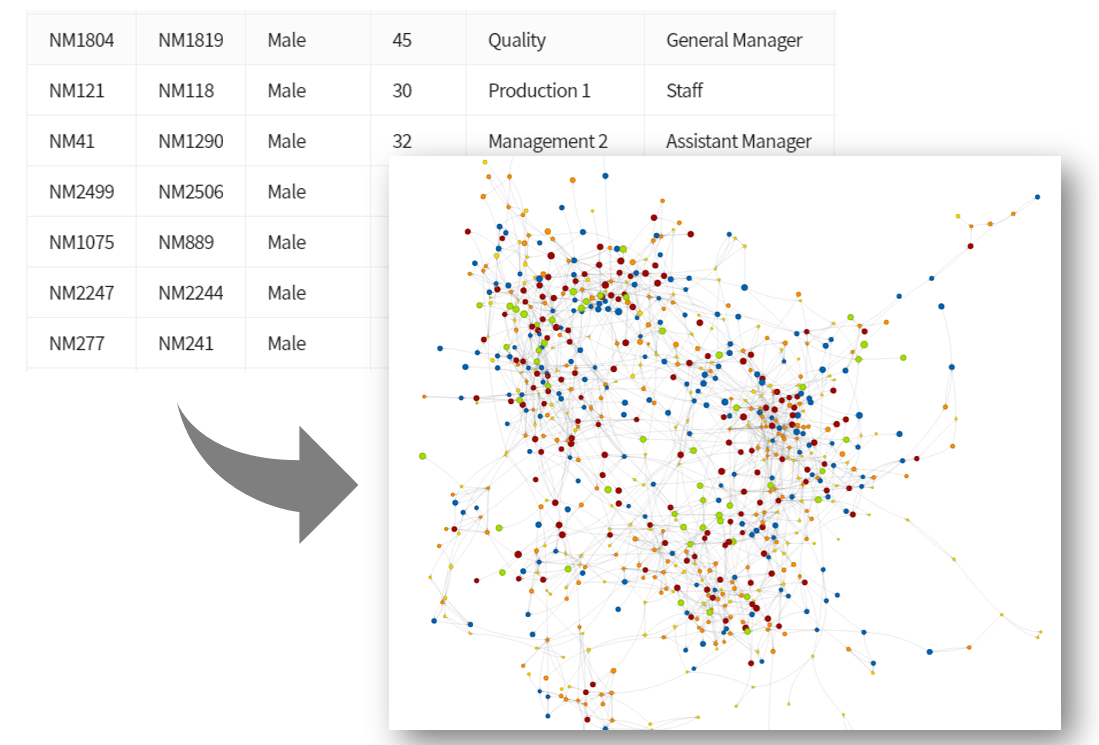 NM1804 NM1819 Male 45 Quality General Manager
NM121 NM118 Male 30 Production 1 Staff
NM41 NM1290 Male 32 Management 2 Assistant Manager
NM2499 NM2506 Male
NM1075 NM889 Male
NM2247 NM2244 Male
NM277 NM241 Male